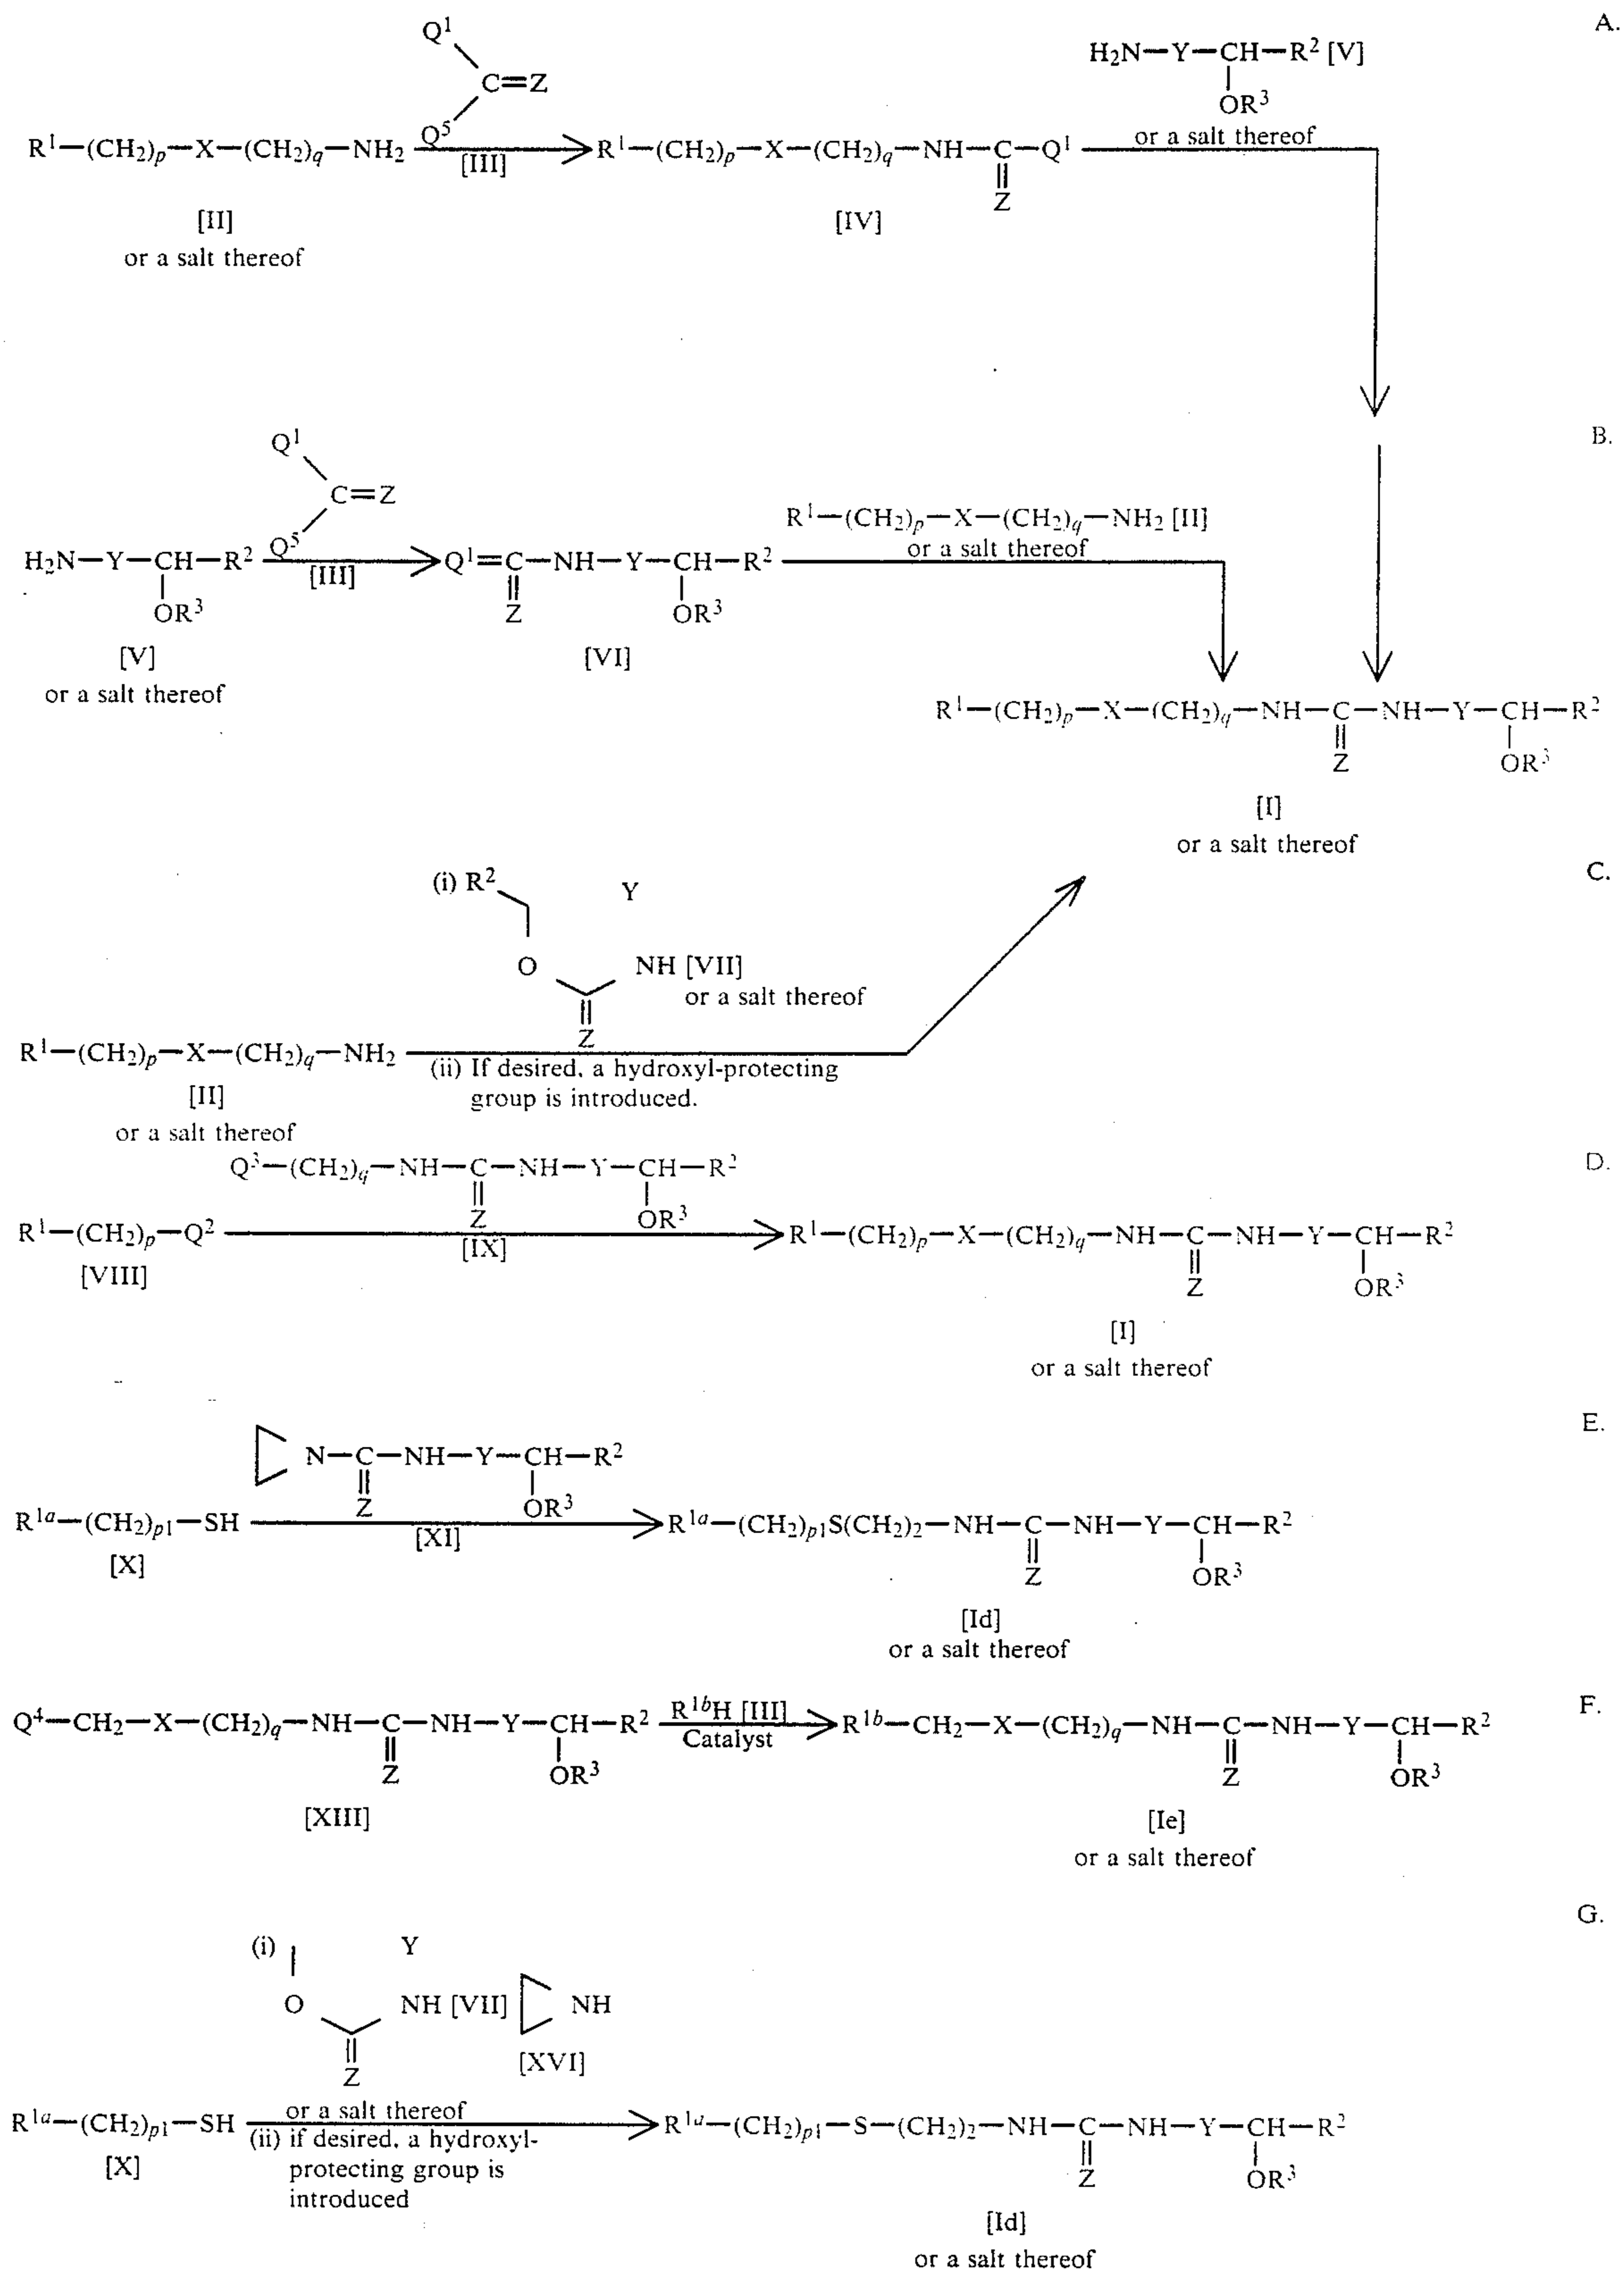 A.
Q¹
C=Z
Q⁵
H₂N—Y—CH—R² [V]
OR³
or a salt thereof
R¹—(CH₂)ₚ—X—(CH₂)q—NH₂ [III] R¹—(CH₂)ₚ—X—(CH₂)q—NH—C—Q¹
Z
[II] [IV]
or a salt thereof
B.
Q¹
C=Z
Q⁵
R¹—(CH₂)ₚ—X—(CH₂)q—NH₂ [II]
or a salt thereof
H₂N—Y—CH—R² [III] Q¹=C—NH—Y—CH—R²
OR³ Z OR³
[V] [VI]
or a salt thereof
R¹—(CH₂)ₚ—X—(CH₂)q—NH—C—NH—Y—CH—R²
Z OR³
[I]
or a salt thereof
C.
(i) R² Y
O NH [VII]
or a salt thereof
Z
R¹—(CH₂)ₚ—X—(CH₂)q—NH₂
(ii) If desired, a hydroxyl-protecting
group is introduced.
[II]
or a salt thereof
D.
Q³—(CH₂)q—NH—C—NH—Y—CH—R²
Z OR³
R¹—(CH₂)ₚ—Q² [IX] R¹—(CH₂)ₚ—X—(CH₂)q—NH—C—NH—Y—CH—R²
Z OR³
[VIII]
[I]
or a salt thereof
E.
N—C—NH—Y—CH—R²
Z OR³
R¹ᵃ—(CH₂)p1—SH [XI] R¹ᵃ—(CH₂)p1S(CH₂)₂—NH—C—NH—Y—CH—R²
Z OR³
[X]
[Id]
or a salt thereof
F.
Q⁴—CH₂—X—(CH₂)q—NH—C—NH—Y—CH—R² R¹ᵇH [III] R¹ᵇ—CH₂—X—(CH₂)q—NH—C—NH—Y—CH—R²
Catalyst
Z OR³ Z OR³
[XIII] [Ie]
or a salt thereof
G.
(i) Y
O NH [VII] NH
Z [XVI]
or a salt thereof
R¹ᵃ—(CH₂)p1—SH R¹ᵃ—(CH₂)p1—S—(CH₂)₂—NH—C—NH—Y—CH—R²
Z OR³
[X]
(ii) if desired, a hydroxyl-
protecting group is
introduced
[Id]
or a salt thereof